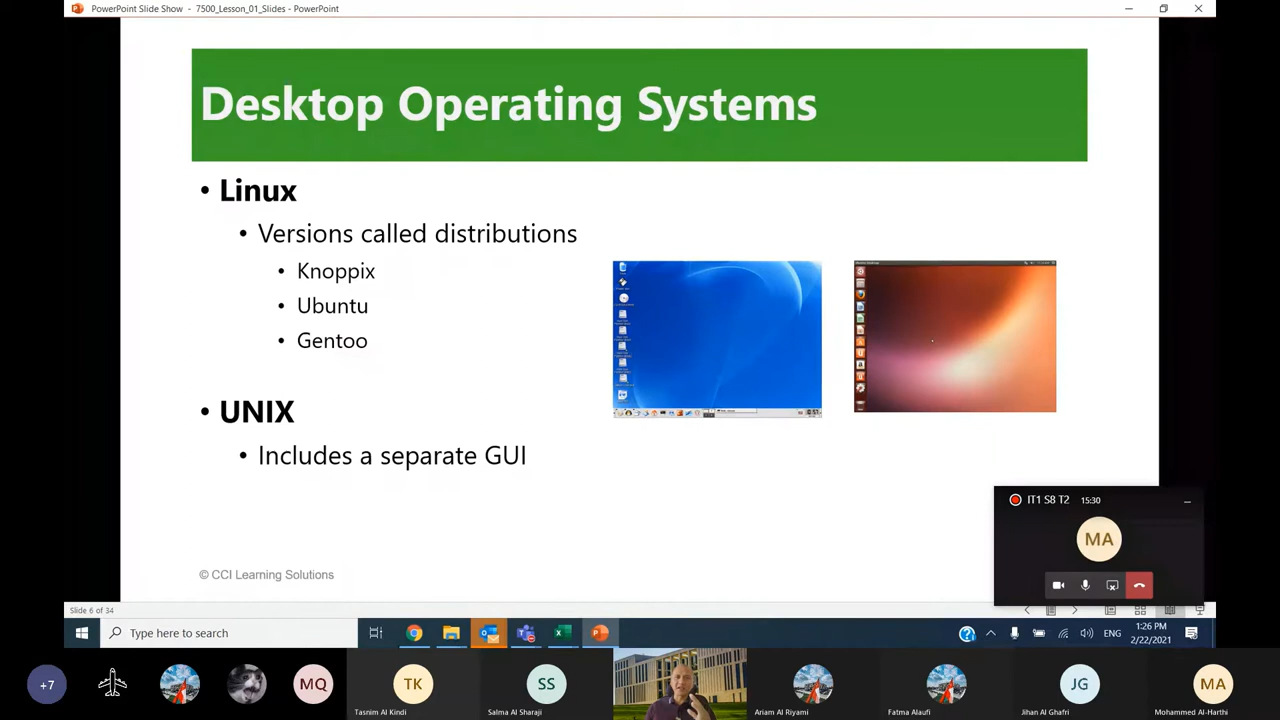 PowerPoint Slide Show - 7500_Lesson_01_Slides - PowerPoint
Desktop Operating Systems
• Linux
• Versions called distributions
• Knoppix
• Ubuntu
• Gentoo
• UNIX
• Includes a separate GUI
IT1 S8 T2 15:30
MA
© CCI Learning Solutions
Slide 6 of 34
Type here to search
ENG
1:26 PM
2/22/2021
+7
MQ
TK
SS
JG
MA
Tasnim Al Kindi
Salma Al Sharaji
Ariam Al Riyami
Fatma Alaufi
Jihan Al Ghafri
Mohammed Al-Harthi